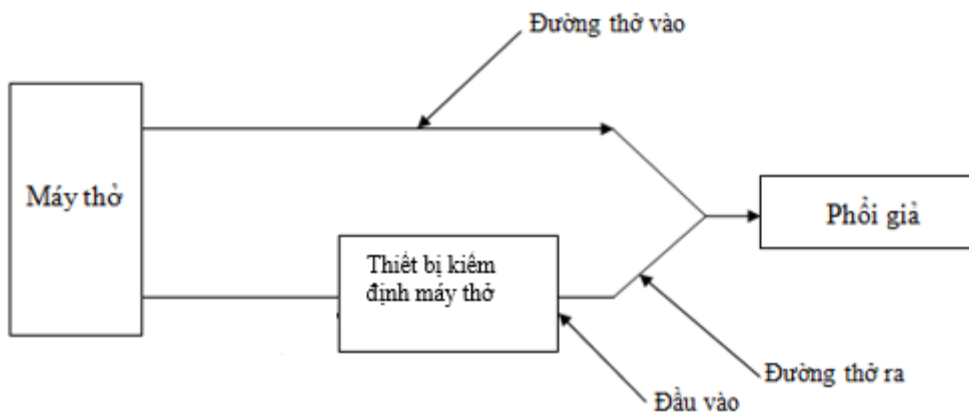 Đường thở vào
Máy thở
Phổi giả
Thiết bị kiểm
định máy thở
Đường thở ra
Đầu vào